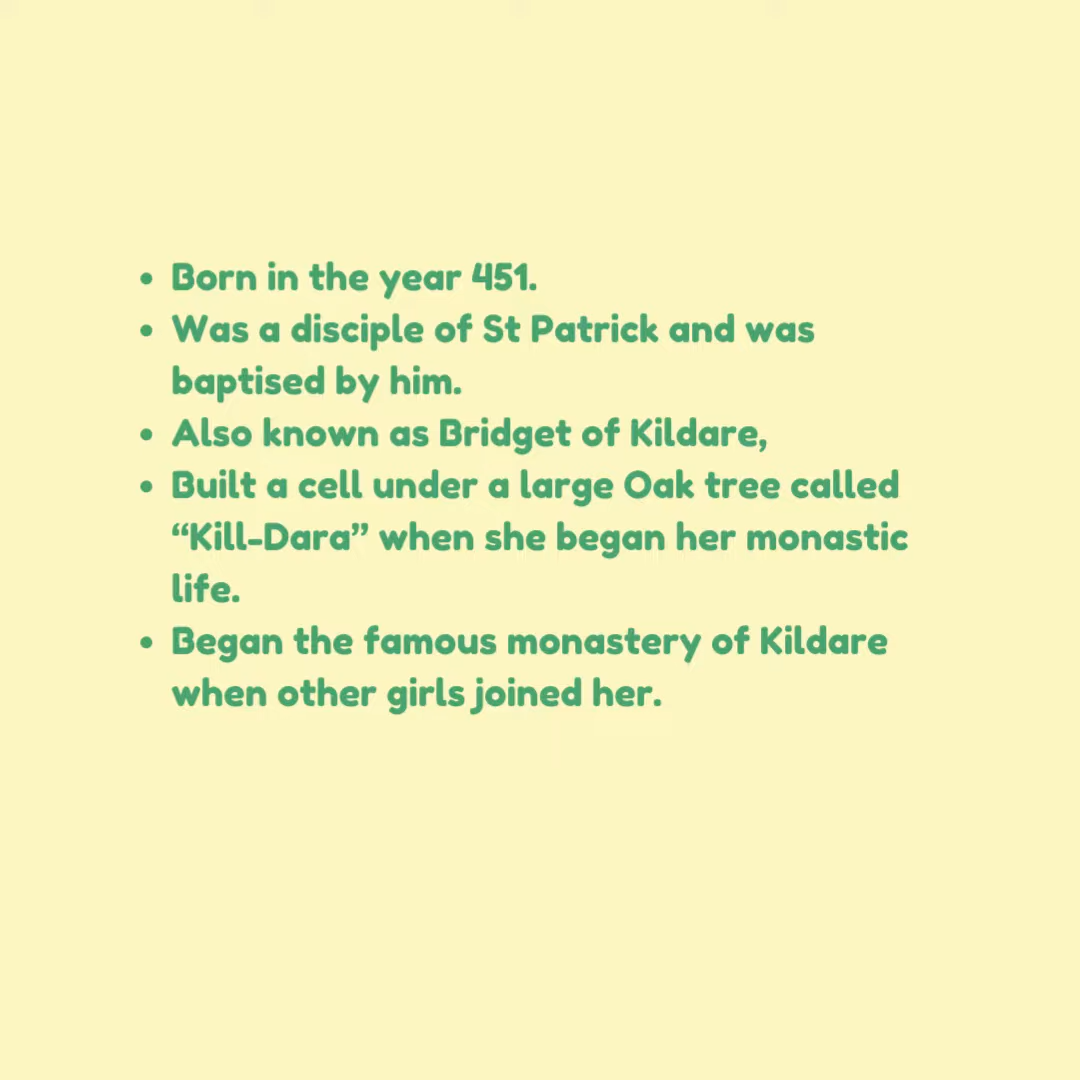 • Born in the year 451.
• Was a disciple of St Patrick and was
baptised by him.
• Also known as Bridget of Kildare,
• Built a cell under a large Oak tree called
“Kill-Dara” when she began her monastic
life.
• Began the famous monastery of Kildare
when other girls joined her.